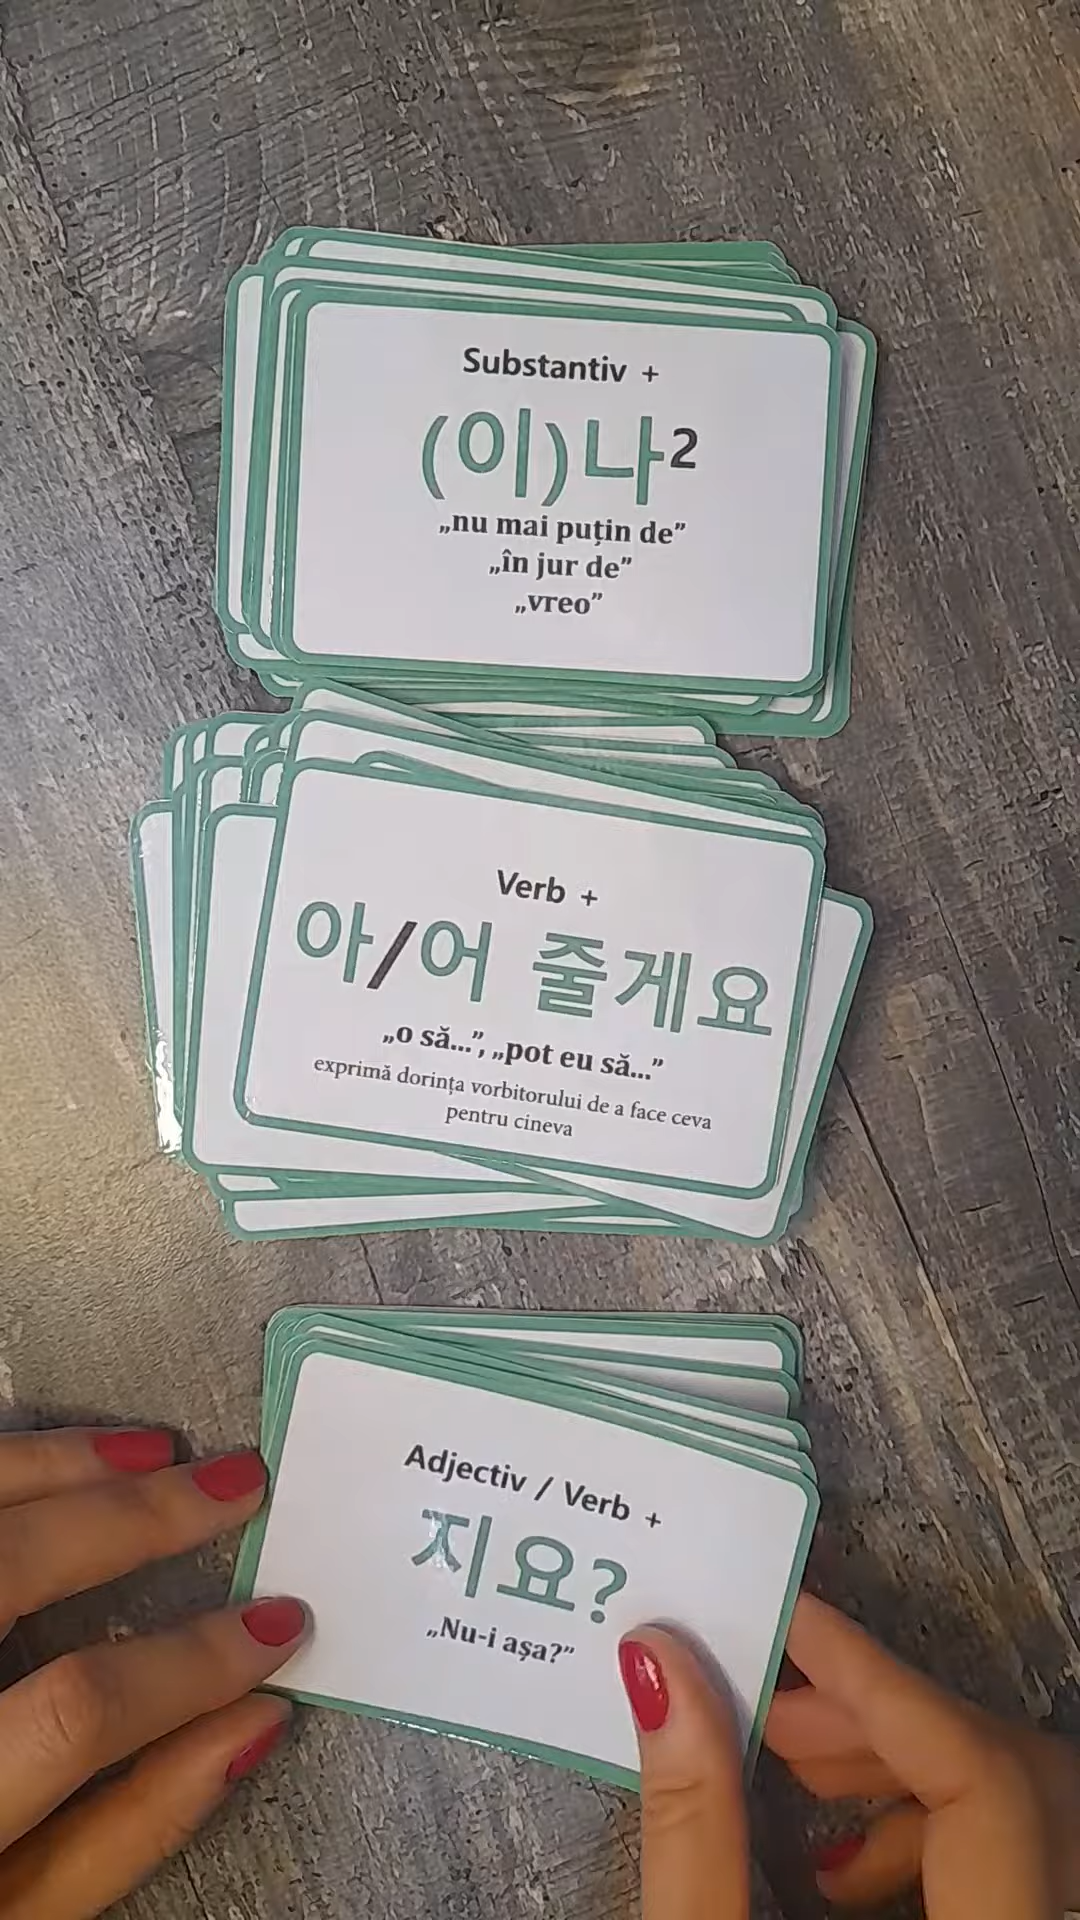 Substantiv +
(이)나²
„nu mai puțin de”
„în jur de”
„vreo”
Verb +
아/어 줄게요
„o să...”, „pot eu să...”
exprimă dorința vorbitorului de a face ceva
pentru cineva
Adjectiv / Verb +
지요?
„Nu-i așa?”